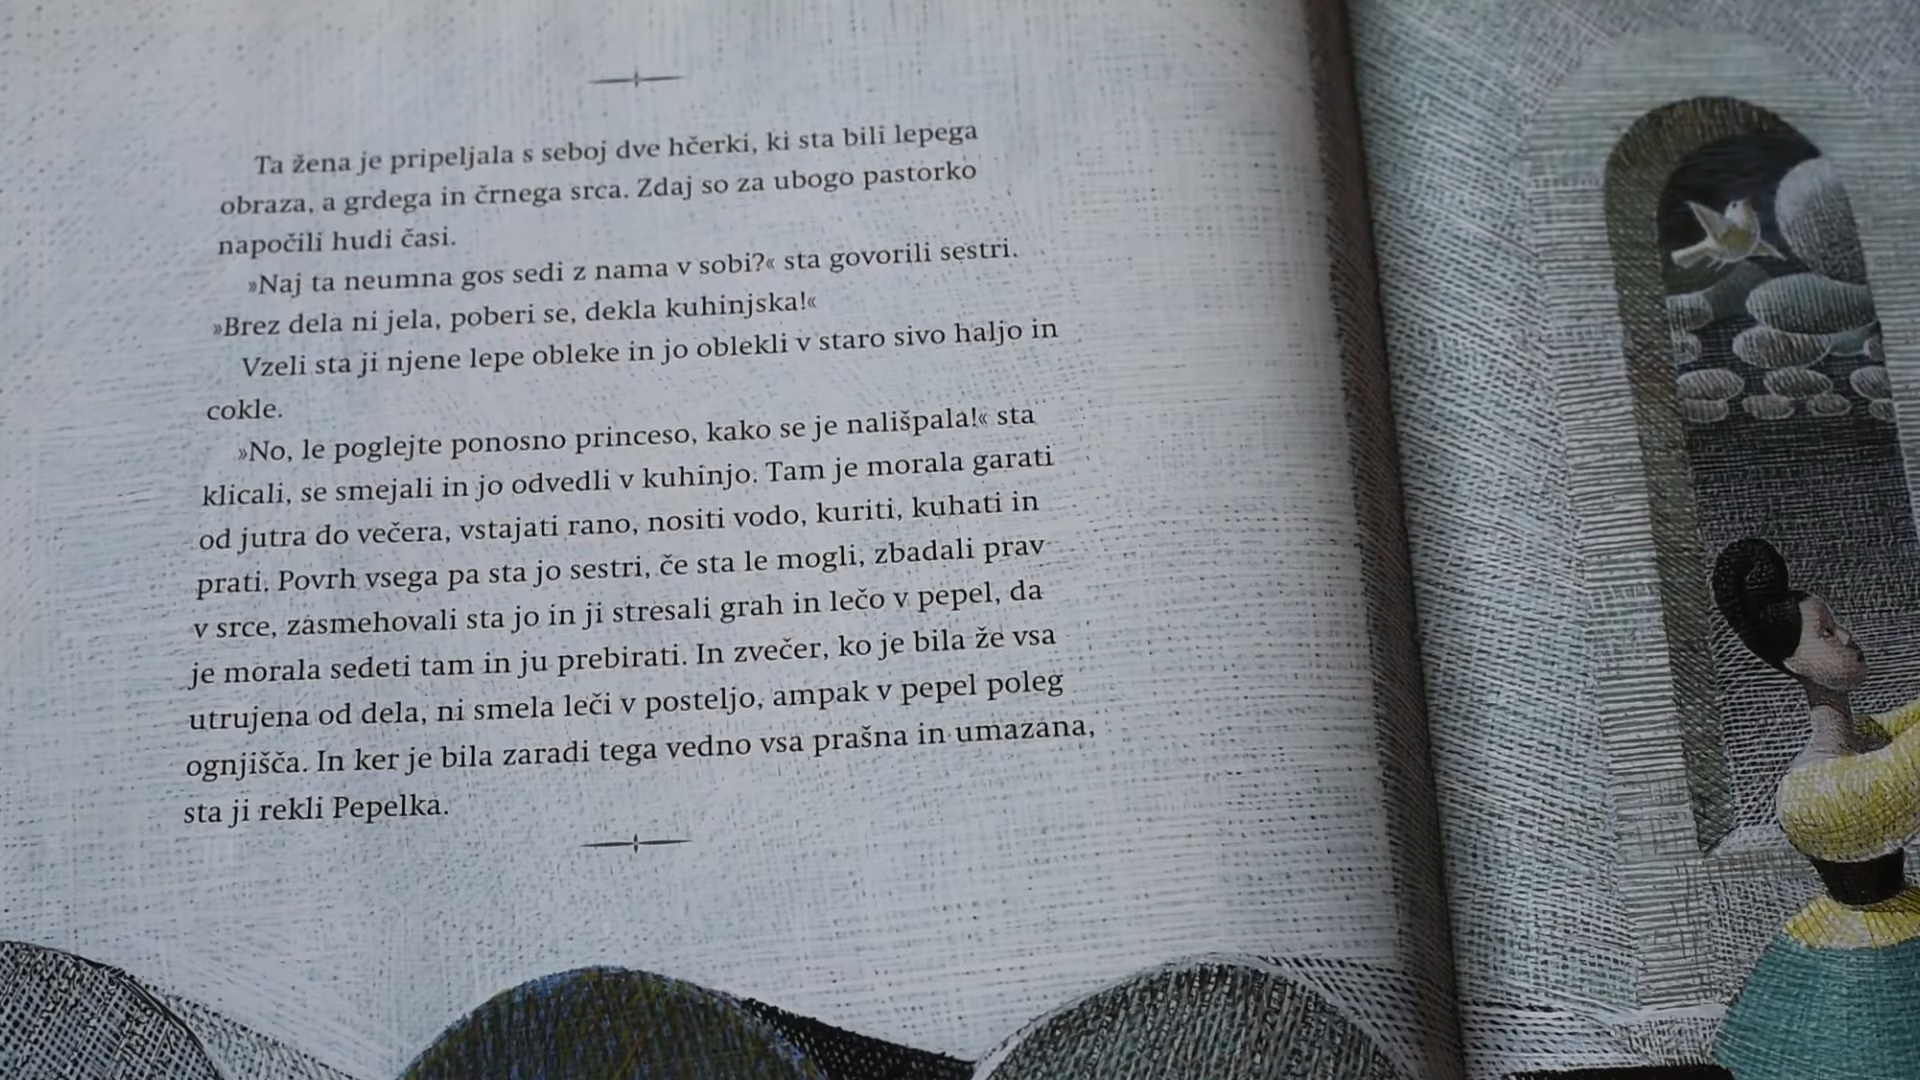 Ta žena je pripeljala s seboj dve hčerki, ki sta bili lepega
obraza, a grdega in črnega srca. Zdaj so za ubogo pastorko
napočili hudi časi.
»Naj ta neumna gos sedi z nama v sobi?« sta govorili sestri.
»Brez dela ni jela, poberi se, dekla kuhinjska!«
Vzeli sta ji njene lepe obleke in jo oblekli v staro sivo haljo in
cokle.
»No, le poglejte ponosno princeso, kako se je nališpala!« sta
klicali, se smejali in jo odvedli v kuhinjo. Tam je morala garati
od jutra do večera, vstajati rano, nositi vodo, kuriti, kuhati in
prati. Povrh vsega pa sta jo sestri, če sta le mogli, zbadali prav
v srce, zasmehovali sta jo in ji stresali grah in lečo v pepel, da
je morala sedeti tam in ju prebirati. In zvečer, ko je bila že vsa
utrujena od dela, ni smela leči v posteljo, ampak v pepel poleg
ognjišča. In ker je bila zaradi tega vedno vsa prašna in umazana,
sta ji rekli Pepelka.